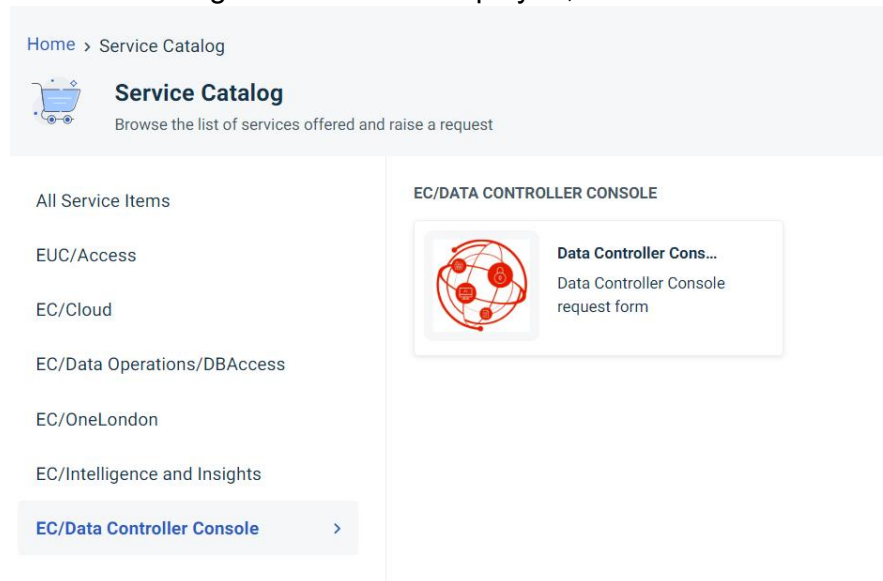 Home > Service Catalog
Service Catalog
Browse the list of services offered and raise a request
All Service Items
EUC/Access
EC/Cloud
EC/Data Operations/DBAccess
EC/OneLondon
EC/Intelligence and Insights
EC/Data Controller Console >
EC/DATA CONTROLLER CONSOLE
Data Controller Cons...
Data Controller Console
request form